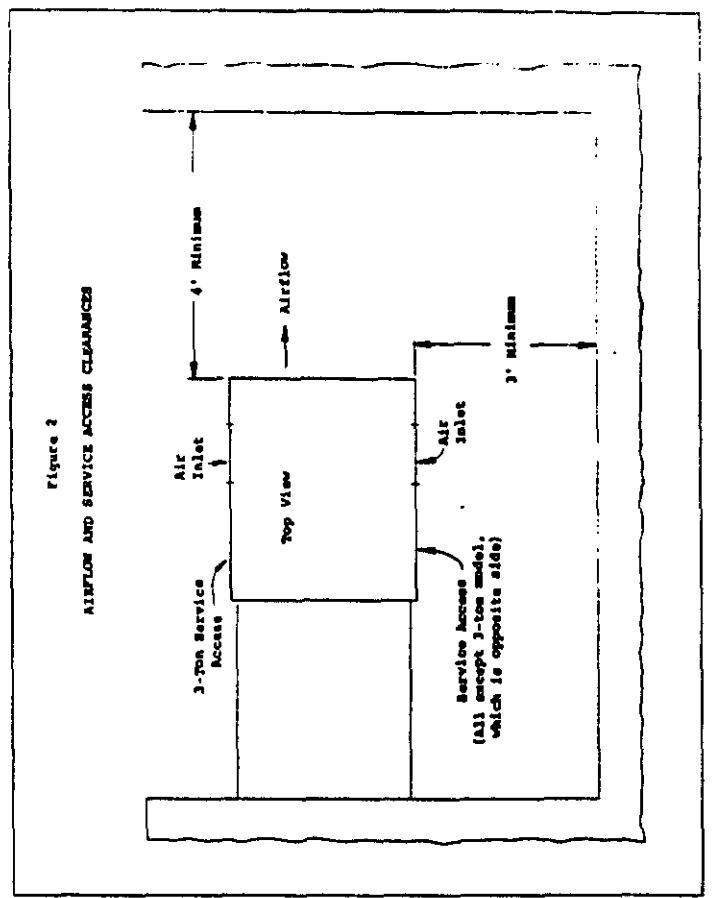 Figure 2
AIRFLOW AND SERVICE ACCESS CLEARANCES
4' Minimum
Air
Inlet
Airflow
3-Ton Service
Access
Top View
Air
Inlet
3' Minimum
Service Access
(All except 3-ton model,
which is opposite side)